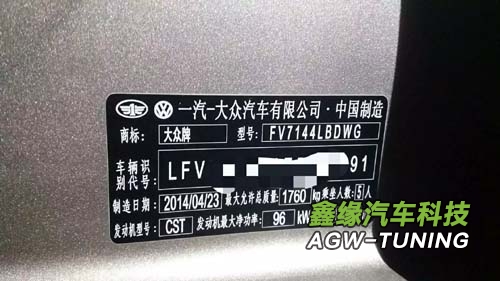 一汽-大众汽车有限公司·中国制造
商标: 大众牌 型号: FV7144LBDWG
车辆识别代号: LFV 91
制造日期: 2014/04/23 最大允许总质量: 1760 kg 乘坐人数: 5 人
发动机型号: CST 发动机最大净功率: 96 kW
鑫缘汽车科技
AGW-TUNING